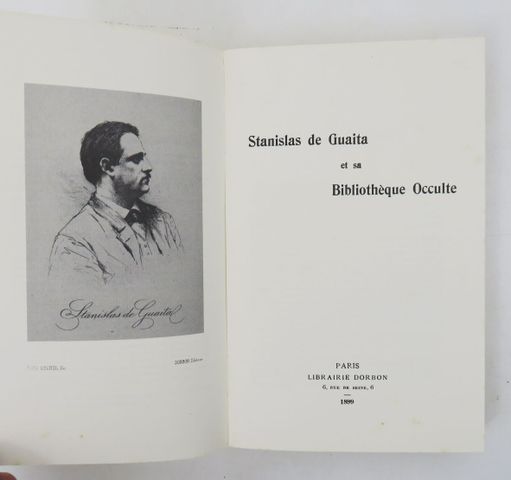 Stanislas de Guaita
DORBON Editeur
Stanislas de Guaita
et sa
Bibliothèque Occulte
PARIS
LIBRAIRIE DORBON
6, RUE DE SEINE, 6
1899